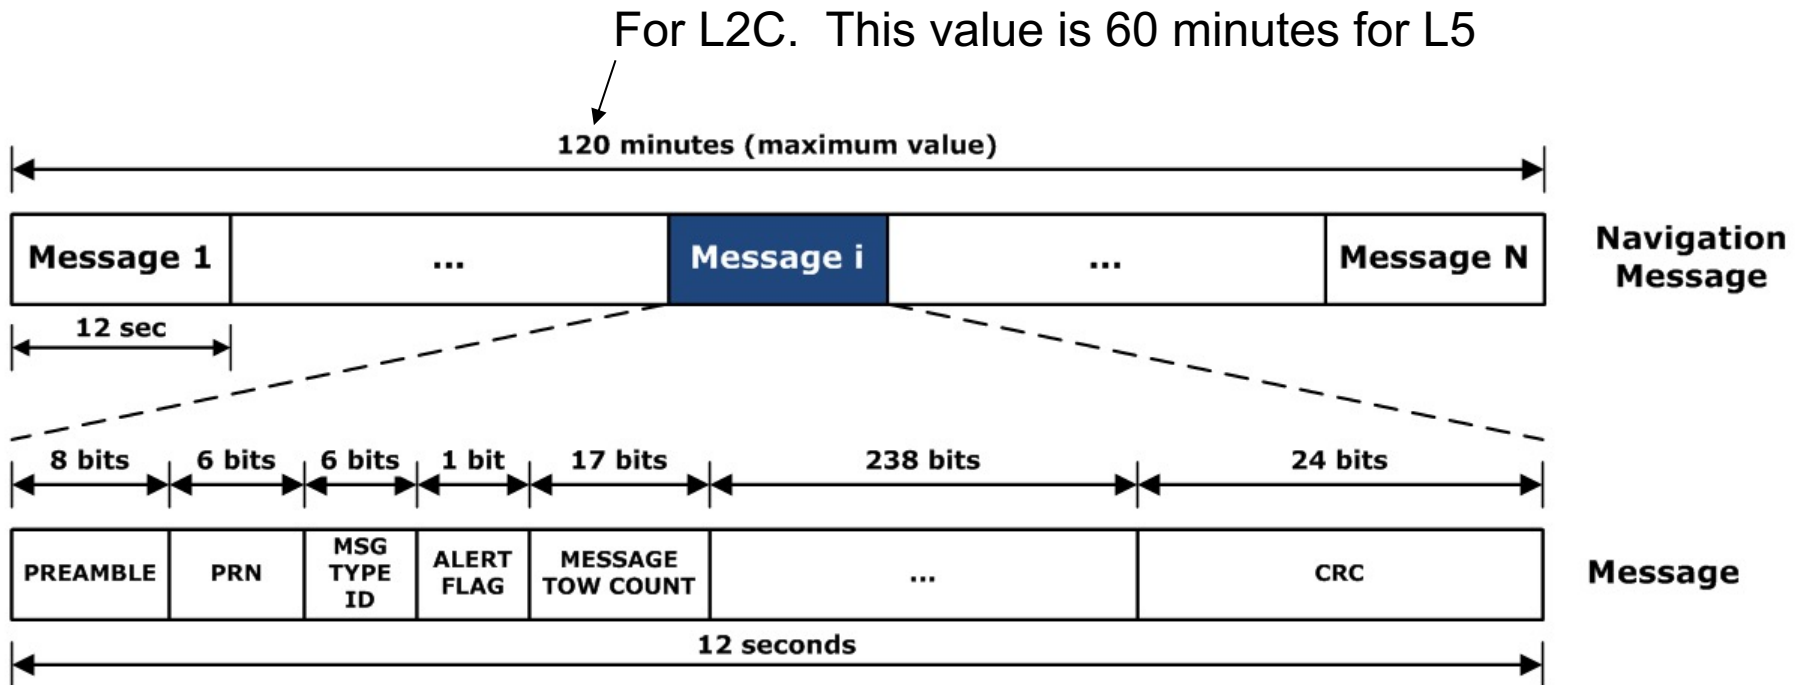 For L2C.  This value is 60 minutes for L5
120 minutes (maximum value)
Message 1
...
Message i
...
Message N
Navigation
Message
12 sec
8 bits
6 bits
6 bits
1 bit
17 bits
238 bits
24 bits
PREAMBLE
PRN
MSG
TYPE
ID
ALERT
FLAG
MESSAGE
TOW COUNT
...
CRC
Message
12 seconds